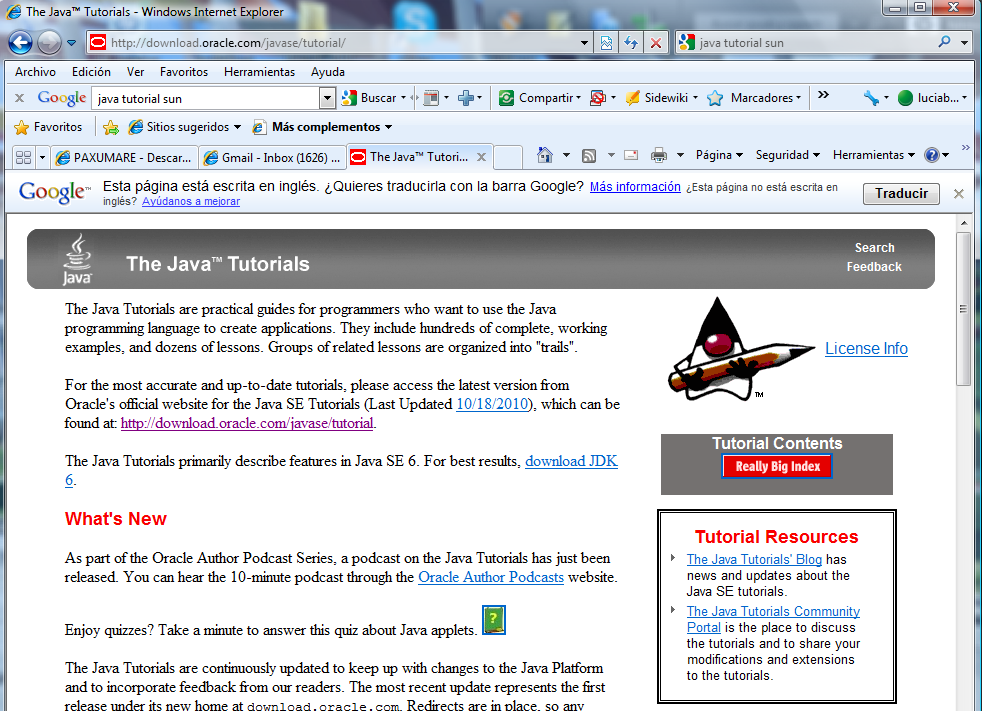 The Java™ Tutorials - Windows Internet Explorer
http://download.oracle.com/javase/tutorial/
java tutorial sun
Archivo Edición Ver Favoritos Herramientas Ayuda
Google java tutorial sun Buscar Compartir Sidewiki Marcadores » luciab...
Favoritos Sitios sugeridos Más complementos
PAXUMARE - Descar... Gmail - Inbox (1626) ... The Java™ Tutori... Página Seguridad Herramientas »
Google™ Esta página está escrita en inglés. ¿Quieres traducirla con la barra Google? Más información ¿Esta página no está escrita en
inglés? Ayúdanos a mejorar
Traducir
Java
The Java™ Tutorials
Search
Feedback
The Java Tutorials are practical guides for programmers who want to use the Java
programming language to create applications. They include hundreds of complete, working
examples, and dozens of lessons. Groups of related lessons are organized into "trails".
For the most accurate and up-to-date tutorials, please access the latest version from
Oracle's official website for the Java SE Tutorials (Last Updated 10/18/2010), which can be
found at: http://download.oracle.com/javase/tutorial.
The Java Tutorials primarily describe features in Java SE 6. For best results, download JDK
6.
What's New
As part of the Oracle Author Podcast Series, a podcast on the Java Tutorials has just been
released. You can hear the 10-minute podcast through the Oracle Author Podcasts website.
Enjoy quizzes? Take a minute to answer this quiz about Java applets. ?
The Java Tutorials are continuously updated to keep up with changes to the Java Platform
and to incorporate feedback from our readers. The most recent update represents the first
release under its new home at download.oracle.com. Redirects are in place, so any
TM
License Info
Tutorial Contents
Really Big Index
Tutorial Resources
The Java Tutorials' Blog has
news and updates about the
Java SE tutorials.
The Java Tutorials Community
Portal is the place to discuss
the tutorials and to share your
modifications and extensions
to the tutorials.